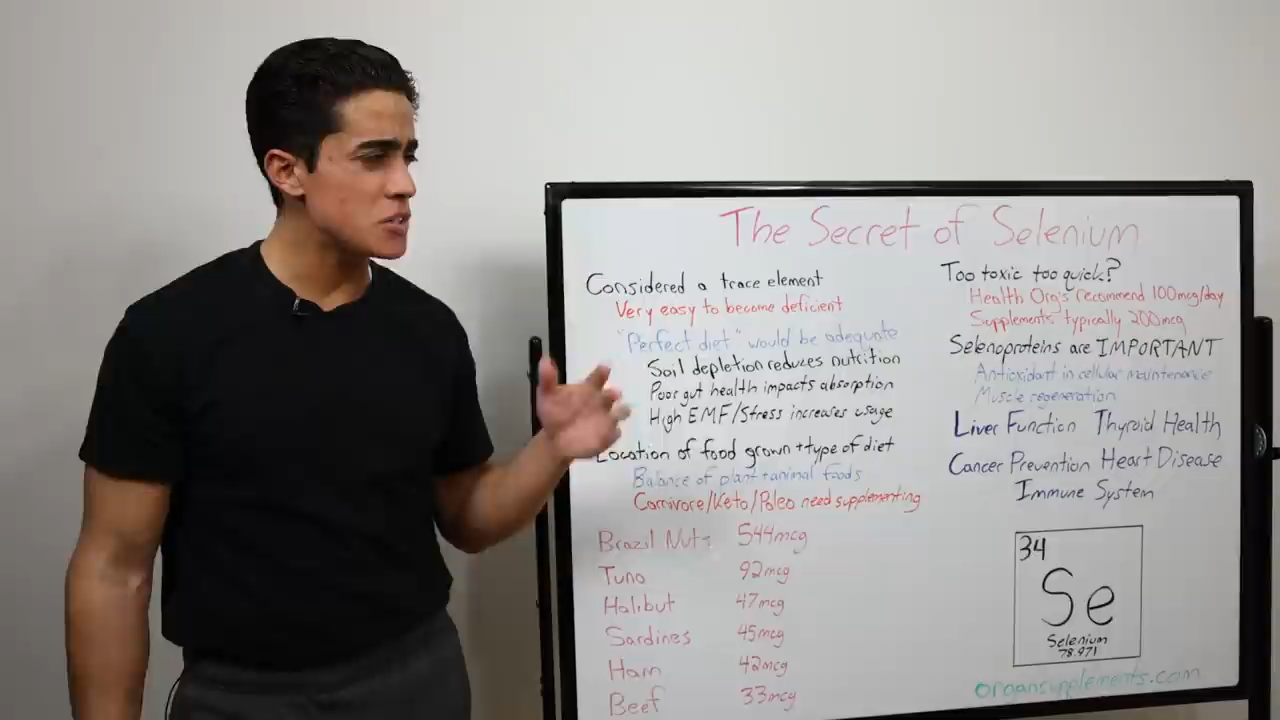 The Secret of Selenium
Considered a trace element
Very easy to become deficient
"Perfect diet" would be adequate
Soil depletion reduces nutrition
Poor gut health impacts absorption
High EMF/Stress increases usage
Location of food grown + type of diet
Balance of plant + animal foods
Carnivore/Keto/Paleo need supplementing
Brazil Nuts 544mcg
Tuna 92mcg
Halibut 47mcg
Sardines 45mcg
Ham 42mcg
Beef 33mcg
Too toxic too quick?
Health Org's recommend 100mcg/day
Supplements typically 200mcg
Selenoproteins are IMPORTANT
Antioxidant in cellular maintenance
Muscle regeneration
Liver Function Thyroid Health
Cancer Prevention Heart Disease
Immune System
34
Se
Selenium
78.971
organsupplements.com